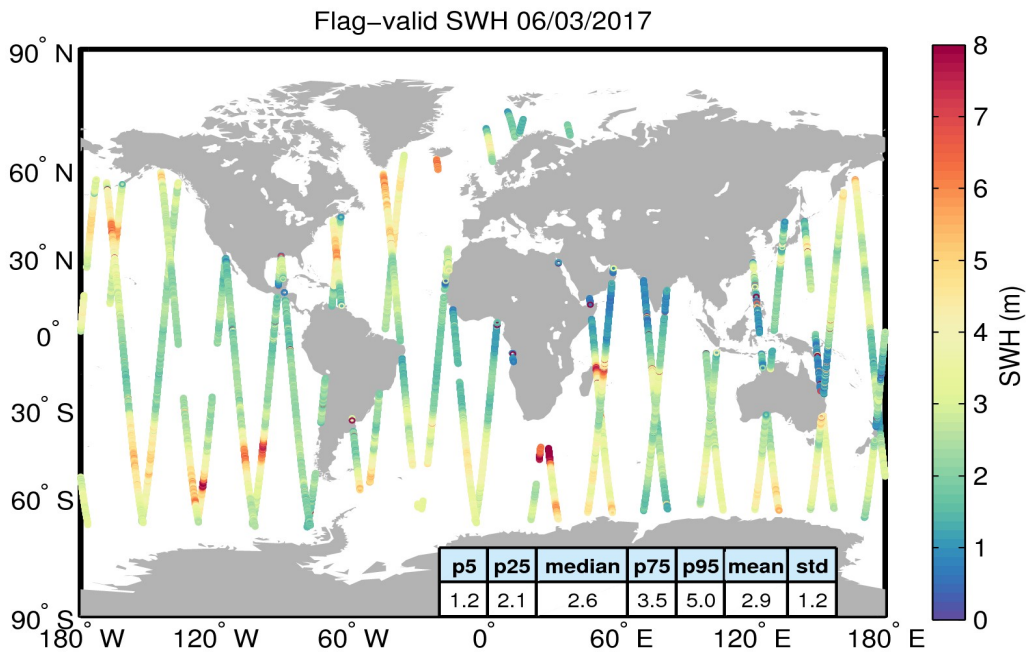 Flag−valid SWH 06/03/2017
90° N
60° N
30° N
0°
30° S
60° S
90° S
180° W
120° W
60° W
0°
60° E
120° E
180° E
p5 p25 median p75 p95 mean std
1.2 2.1 2.6 3.5 5.0 2.9 1.2
8
7
6
5
4
3
2
1
0
SWH (m)